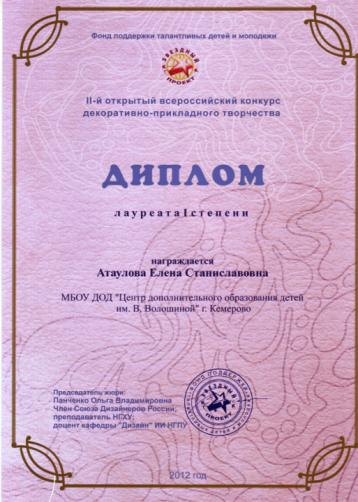 Фонд поддержки талантливых детей и молодежи
ЗВЕЗДНЫЙ
ПРОЕКТ
II-й открытый всероссийский конкурс
декоративно-прикладного творчества
ДИПЛОМ
лауреата I степени
награждается
Атаулова Елена Станиславовна
МБОУ ДОД "Центр дополнительного образования детей
им. В. Волошиной" г. Кемерово
Председатель жюри:
Панченко Ольга Владимировна
Член Союза Дизайнеров России,
преподаватель НГХУ;
доцент кафедры "Дизайн" ИИ НГПУ
ЗВЕЗДНЫЙ
ПРОЕКТ
2012 год